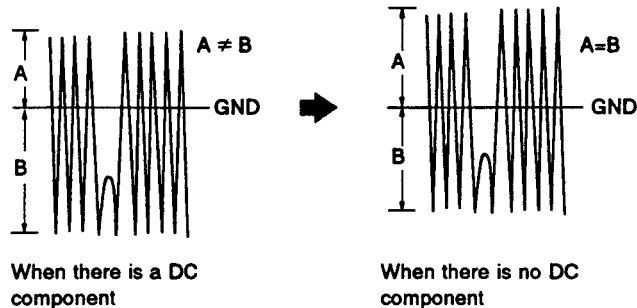 A
A ≠ B
GND
B
When there is a DC
component
A
A=B
GND
B
When there is no DC
component